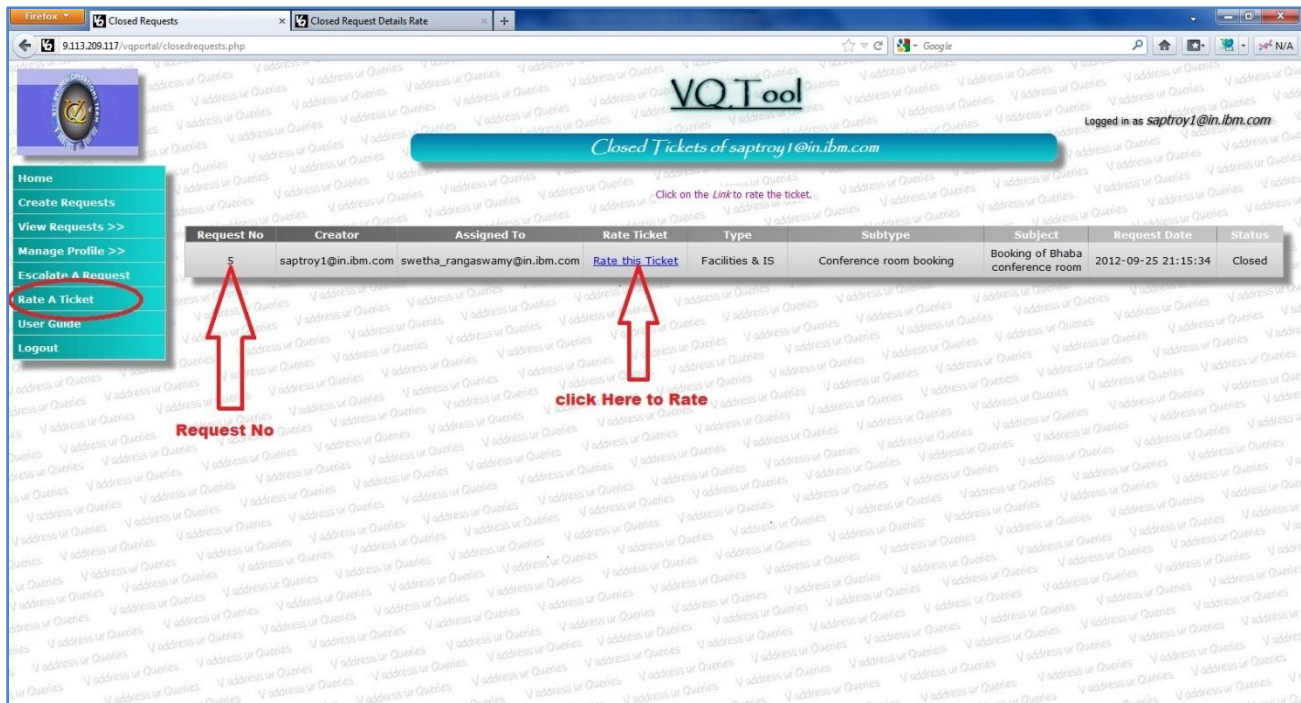 Firefox
Closed Requests
Closed Request Details Rate
9.113.209.117/vqportal/closedrequests.php
Google
N/A
VQ Tool
Logged in as saptroy1@in.ibm.com
Closed Tickets of saptroy1@in.ibm.com
Click on the Link to rate the ticket.
Home
Create Requests
View Requests >>
Manage Profile >>
Escalate A Request
Rate A Ticket
User Guide
Logout
Request No Creator Assigned To Rate Ticket Type Subtype Subject Request Date Status
5 saptroy1@in.ibm.com swetha_rangaswamy@in.ibm.com Rate this Ticket Facilities & IS Conference room booking Booking of Bhaba conference room 2012-09-25 21:15:34 Closed
click Here to Rate
Request No
V address ur Queries